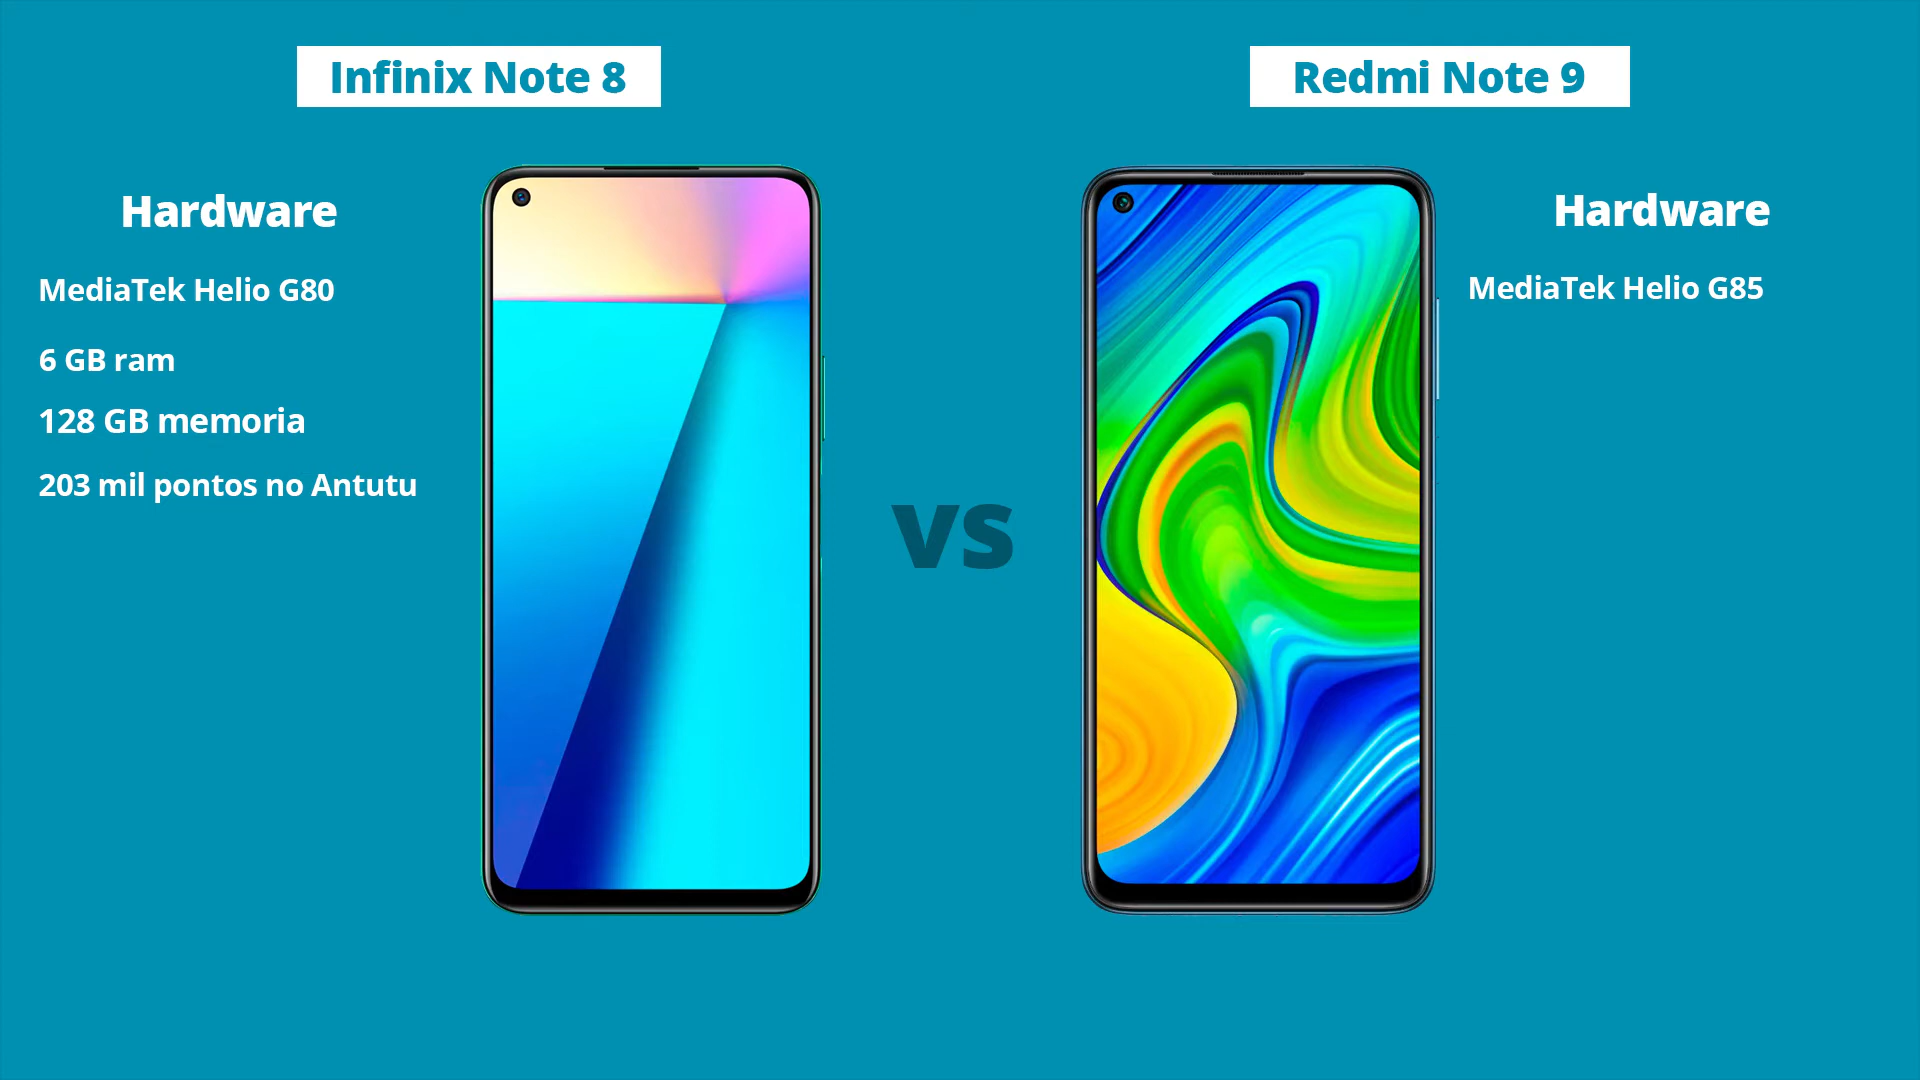 Infinix Note 8
Redmi Note 9
Hardware
MediaTek Helio G80
6 GB ram
128 GB memoria
203 mil pontos no Antutu
VS
Hardware
MediaTek Helio G85